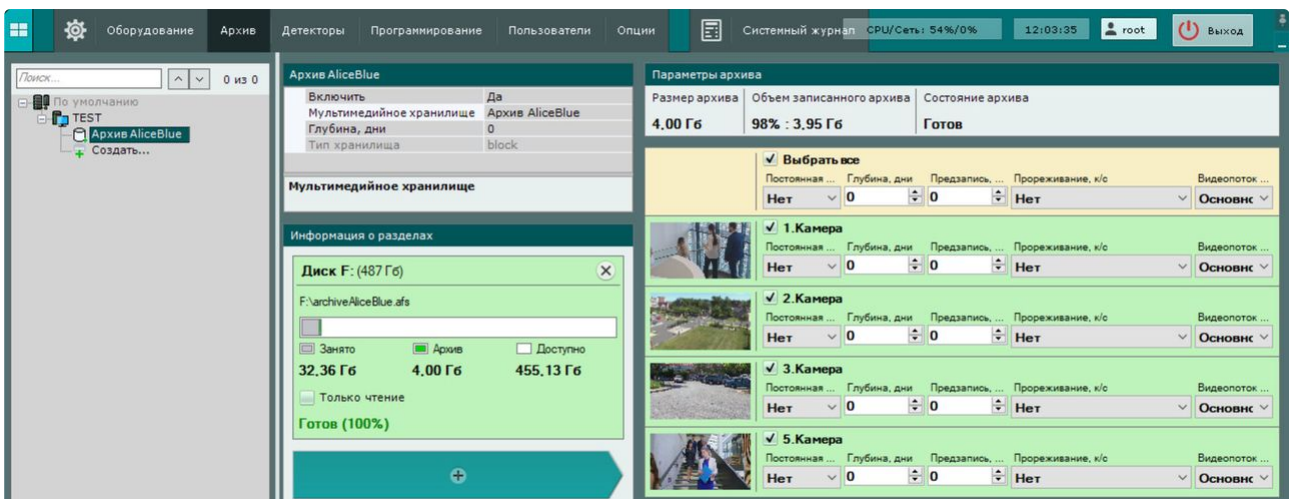 Оборудование Архив Детекторы Программирование Пользователи Опции Системный журнал CPU/Сеть: 54%/0% 12:03:35 root Выход
Поиск... 0 из 0
По умолчанию
TEST
Архив AliceBlue
Создать...
Архив AliceBlue
Включить Да
Мультимедийное хранилище Архив AliceBlue
Глубина, дни 0
Тип хранилища block
Мультимедийное хранилище
Информация о разделах
Диск F: (487 Гб)
F:\archiveAliceBlue.afs
Занято Архив Доступно
32,36 Гб 4,00 Гб 455,13 Гб
Только чтение
Готов (100%)
Параметры архива
Размер архива Объем записанного архива Состояние архива
4,00 Гб 98% : 3,95 Гб Готов
Выбрать все
Постоянная ... Глубина, дни Предзапись, ... Прореживание, к/с Видеопоток ...
Нет 0 0 Нет Основнс
1.Камера
Постоянная ... Глубина, дни Предзапись, ... Прореживание, к/с Видеопоток ...
Нет 0 0 Нет Основнс
2.Камера
Постоянная ... Глубина, дни Предзапись, ... Прореживание, к/с Видеопоток ...
Нет 0 0 Нет Основнс
3.Камера
Постоянная ... Глубина, дни Предзапись, ... Прореживание, к/с Видеопоток ...
Нет 0 0 Нет Основнс
5.Камера
Постоянная ... Глубина, дни Предзапись, ... Прореживание, к/с Видеопоток ...
Нет 0 0 Нет Основнс